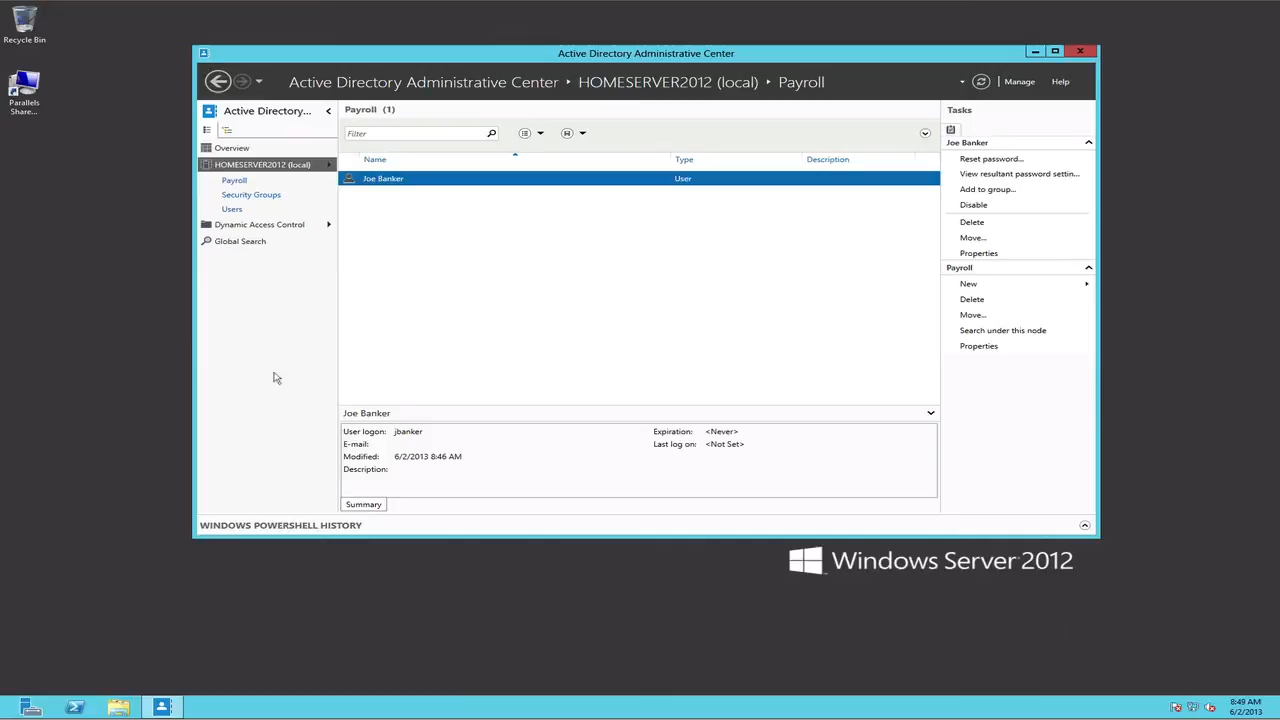 Recycle Bin
Parallels
Share...
Active Directory Administrative Center
Active Directory Administrative Center ▸ HOMESERVER2012 (local) ▸ Payroll
Manage
Help
Active Directory...
Overview
HOMESERVER2012 (local)
Payroll
Security Groups
Users
Dynamic Access Control
Global Search
Payroll (1)
Filter
Name Type Description
Joe Banker User
Joe Banker
User logon: jbanker
E-mail:
Modified: 6/2/2013 8:46 AM
Description:
Expiration: <Never>
Last log on: <Not Set>
Summary
Tasks
Joe Banker
Reset password...
View resultant password settin...
Add to group...
Disable
Delete
Move...
Properties
Payroll
New
Delete
Move...
Search under this node
Properties
WINDOWS POWERSHELL HISTORY
Windows Server 2012
8:49 AM
6/2/2013